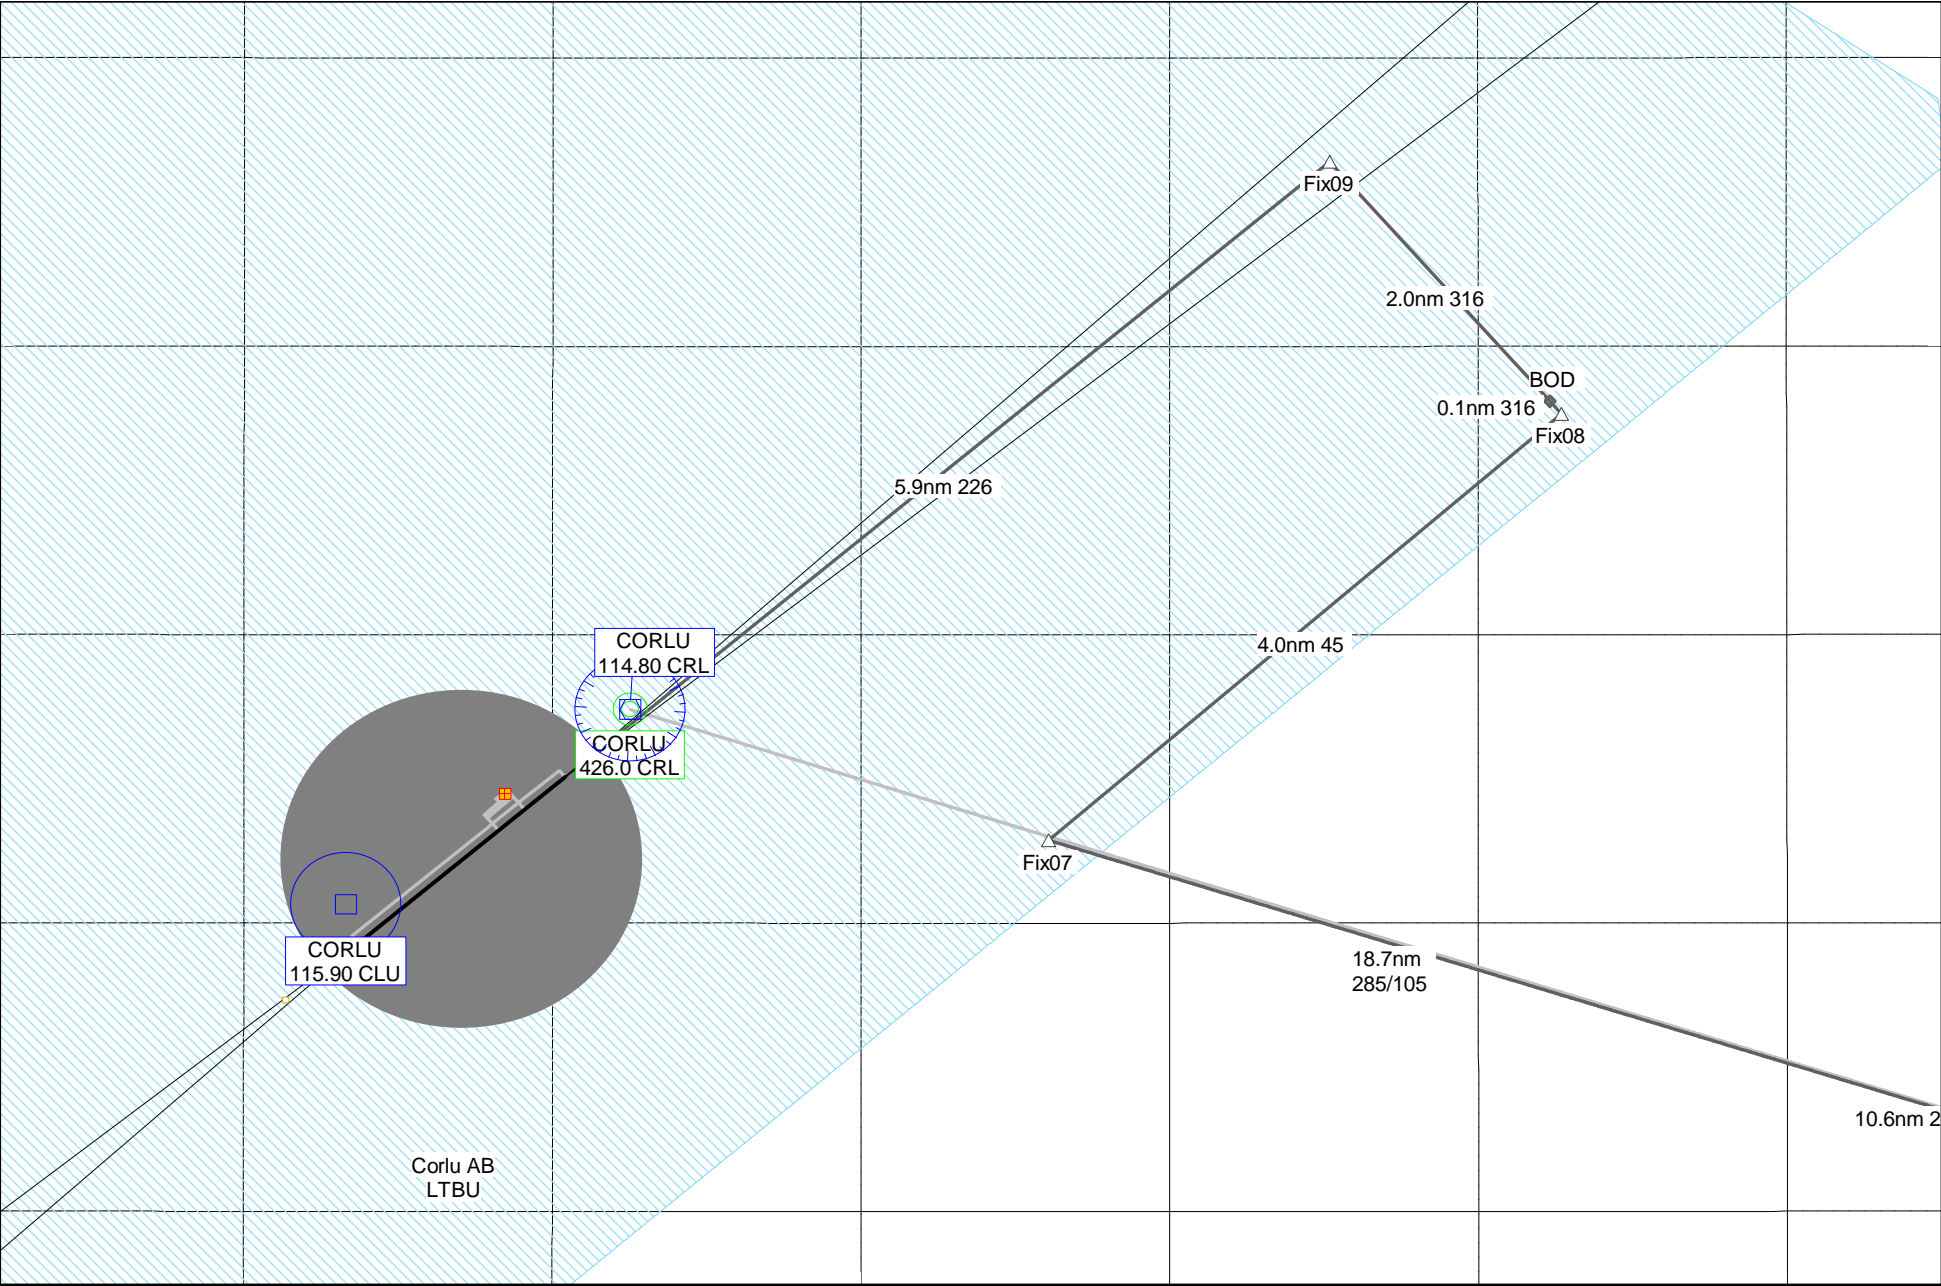 Fix09
2.0nm 316
BOD
0.1nm 316
Fix08
5.9nm 226
CORLU
114.80 CRL
4.0nm 45
CORLU
426.0 CRL
Fix07
CORLU
115.90 CLU
18.7nm
285/105
10.6nm 2
Corlu AB
LTBU